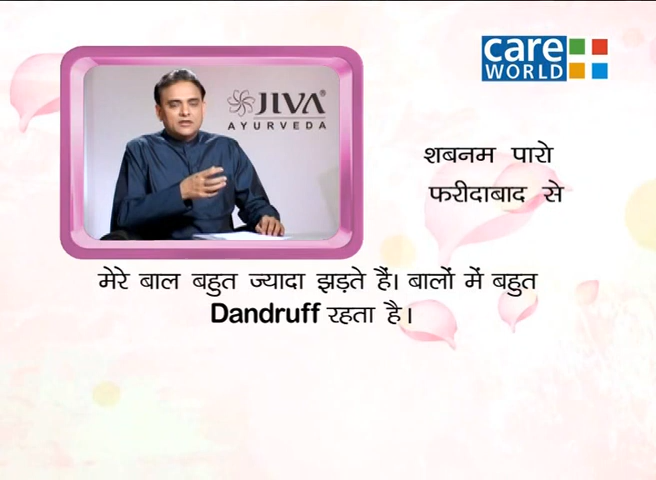 care
WORLD
JIVA®
AYURVEDA
शबनम पारो
फरीदाबाद से
मेरे बाल बहुत ज्यादा झड़ते हैं। बालों में बहुत
Dandruff रहता है।